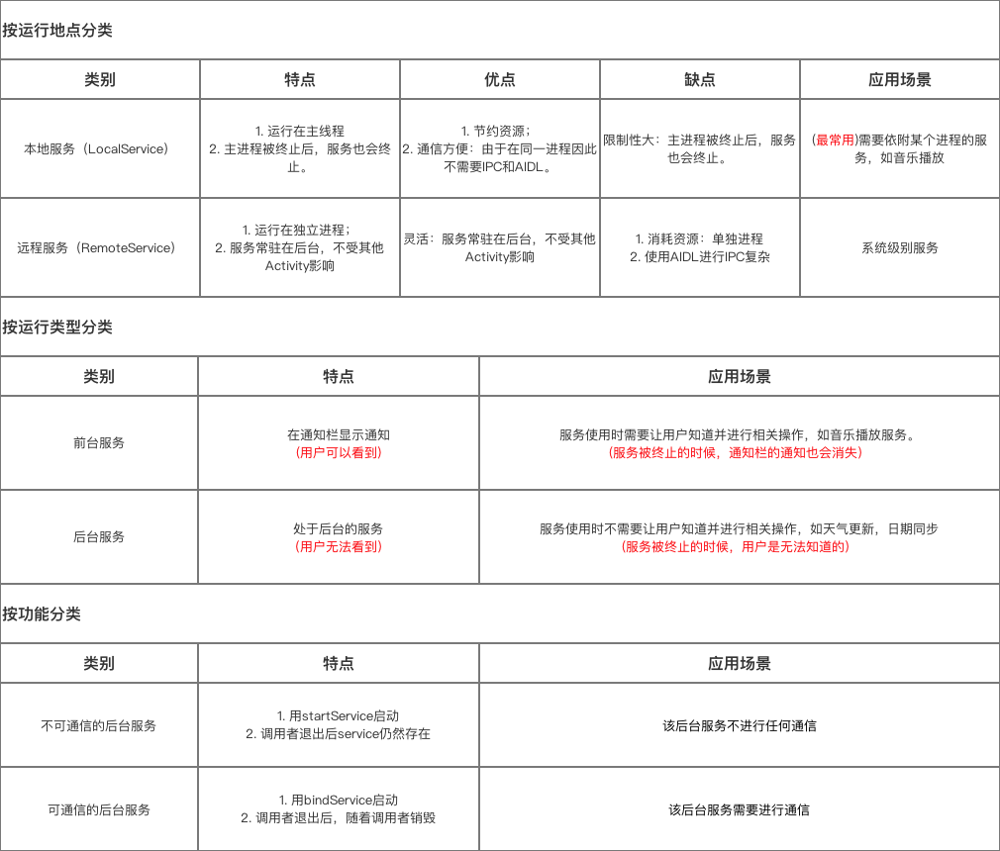 按运行地点分类
类别
特点
优点
缺点
应用场景
本地服务（LocalService）
1. 运行在主线程
2. 主进程被终止后，服务也会终
止。
1. 节约资源；
2. 通信方便：由于在同一进程因此
不需要IPC和AIDL。
限制性大：主进程被终止后，服务
也会终止。
(最常用)需要依附某个进程的服
务，如音乐播放
远程服务（RemoteService）
1. 运行在独立进程；
2. 服务常驻在后台，不受其他
Activity影响
灵活：服务常驻在后台，不受其他
Activity影响
1. 消耗资源：单独进程
2. 使用AIDL进行IPC复杂
系统级别服务
按运行类型分类
类别
特点
应用场景
前台服务
在通知栏显示通知
(用户可以看到)
服务使用时需要让用户知道并进行相关操作，如音乐播放服务。
(服务被终止的时候，通知栏的通知也会消失)
后台服务
处于后台的服务
(用户无法看到)
服务使用时不需要让用户知道并进行相关操作，如天气更新，日期同步
(服务被终止的时候，用户是无法知道的)
按功能分类
类别
特点
应用场景
不可通信的后台服务
1. 用startService启动
2. 调用者退出后service仍然存在
该后台服务不进行任何通信
可通信的后台服务
1. 用bindService启动
2. 调用者退出后，随着调用者销毁
该后台服务需要进行通信